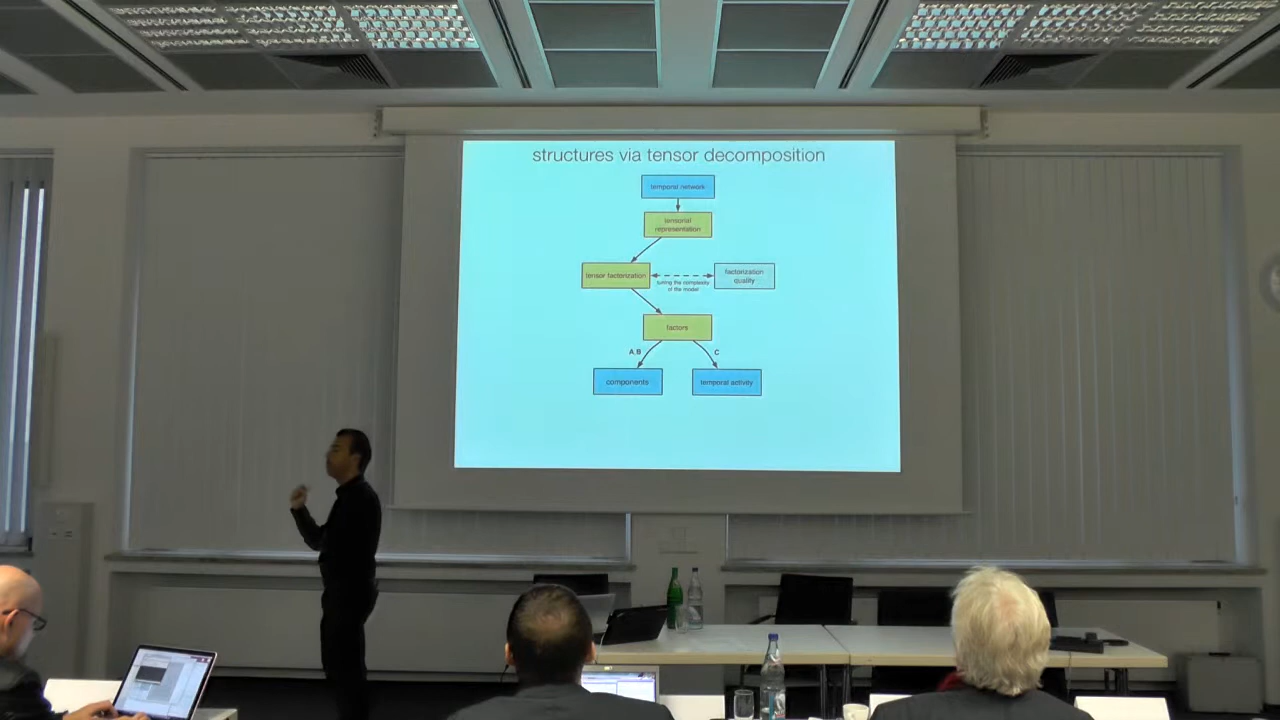 structures via tensor decomposition
temporal network
tensorial
representation
tensor factorization
factorization
quality
tuning the complexity
of the model
factors
A,B
C
components
temporal activity